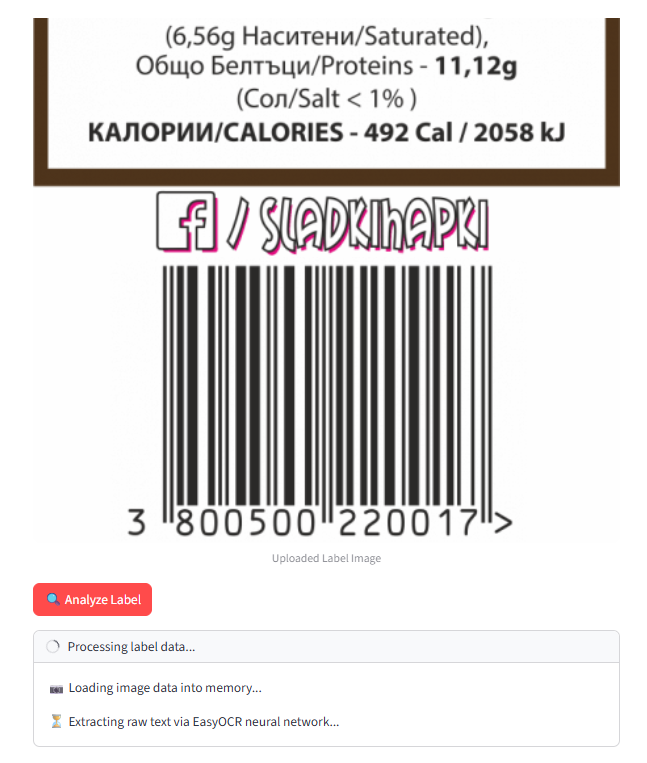 (6,56g Наситени/Saturated),
Общо Белтъци/Proteins - 11,12g
(Сол/Salt < 1% )
КАЛОРИИ/CALORIES - 492 Cal / 2058 kJ
f / SLADKIhAPKI
3 800500 220017 >
Uploaded Label Image
🔍 Analyze Label
Processing label data...
📷 Loading image data into memory...
⏳ Extracting raw text via EasyOCR neural network...